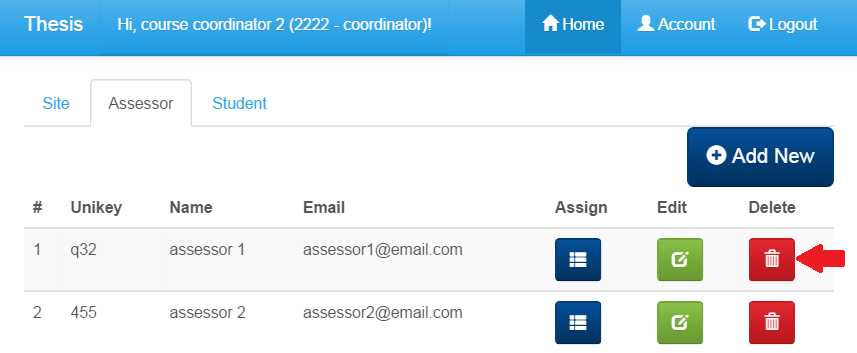 Thesis Hi, course coordinator 2 (2222 - coordinator)! Home Account Logout
Site Assessor Student
Add New
# Unikey Name Email Assign Edit Delete
1 q32 assessor 1 assessor1@email.com
2 455 assessor 2 assessor2@email.com